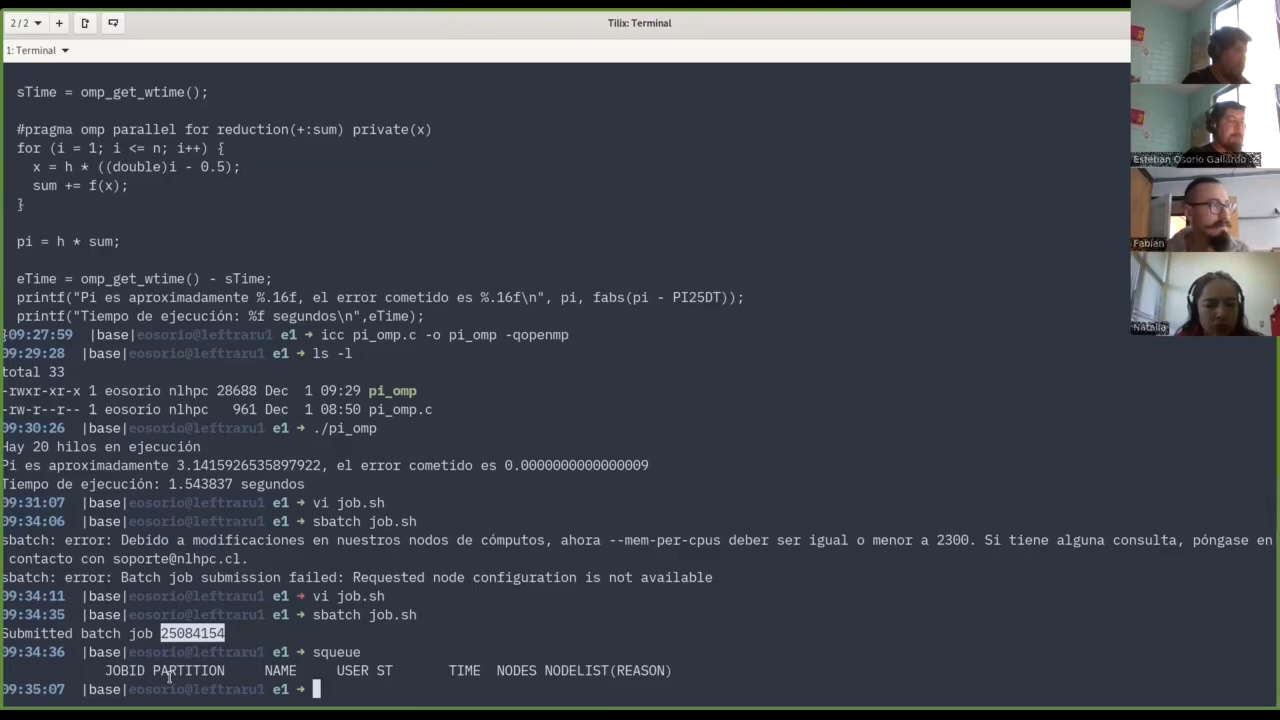 2 / 2
Tilix: Terminal
1: Terminal
sTime = omp_get_wtime();
#pragma omp parallel for reduction(+:sum) private(x)
for (i = 1; i <= n; i++) {
x = h * ((double)i - 0.5);
sum += f(x);
}
pi = h * sum;
eTime = omp_get_wtime() - sTime;
printf("Pi es aproximadamente %.16f, el error cometido es %.16f\n", pi, fabs(pi - PI25DT));
printf("Tiempo de ejecución: %f segundos\n",eTime);
}09:27:59 |base|eosorio@leftraru1 e1 → icc pi_omp.c -o pi_omp -qopenmp
09:29:28 |base|eosorio@leftraru1 e1 → ls -l
total 33
-rwxr-xr-x 1 eosorio nlhpc 28688 Dec 1 09:29 pi_omp
-rw-r--r-- 1 eosorio nlhpc 961 Dec 1 08:50 pi_omp.c
09:30:26 |base|eosorio@leftraru1 e1 → ./pi_omp
Hay 20 hilos en ejecución
Pi es aproximadamente 3.1415926535897922, el error cometido es 0.0000000000000009
Tiempo de ejecución: 1.543837 segundos
09:31:07 |base|eosorio@leftraru1 e1 → vi job.sh
09:34:06 |base|eosorio@leftraru1 e1 → sbatch job.sh
sbatch: error: Debido a modificaciones en nuestros nodos de cómputos, ahora --mem-per-cpus deber ser igual o menor a 2300. Si tiene alguna consulta, póngase en
contacto con soporte@nlhpc.cl.
sbatch: error: Batch job submission failed: Requested node configuration is not available
09:34:11 |base|eosorio@leftraru1 e1 → vi job.sh
09:34:35 |base|eosorio@leftraru1 e1 → sbatch job.sh
Submitted batch job 25084154
09:34:36 |base|eosorio@leftraru1 e1 → squeue
JOBID PARTITION NAME USER ST TIME NODES NODELIST(REASON)
09:35:07 |base|eosorio@leftraru1 e1 →
Esteban Osorio Gallardo
Fabían
Natalia